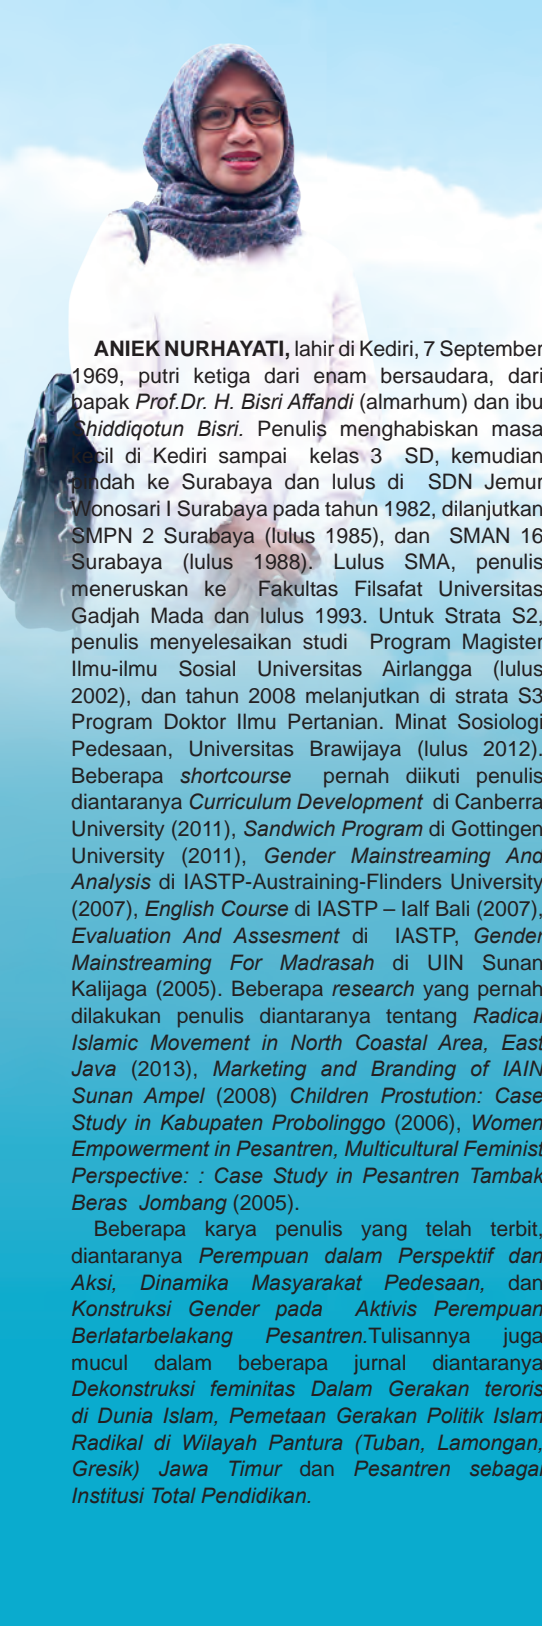 ANIEK NURHAYATI, lahir di Kediri, 7 September
1969, putri ketiga dari enam bersaudara, dari
bapak Prof.Dr. H. Bisri Affandi (almarhum) dan ibu
Shiddiqotun Bisri. Penulis menghabiskan masa
kecil di Kediri sampai kelas 3 SD, kemudian
pindah ke Surabaya dan lulus di SDN Jemur
Wonosari I Surabaya pada tahun 1982, dilanjutkan
SMPN 2 Surabaya (lulus 1985), dan SMAN 16
Surabaya (lulus 1988). Lulus SMA, penulis
meneruskan ke Fakultas Filsafat Universitas
Gadjah Mada dan lulus 1993. Untuk Strata S2,
penulis menyelesaikan studi Program Magister
Ilmu-ilmu Sosial Universitas Airlangga (lulus
2002), dan tahun 2008 melanjutkan di strata S3
Program Doktor Ilmu Pertanian. Minat Sosiologi
Pedesaan, Universitas Brawijaya (lulus 2012).
Beberapa shortcourse pernah diikuti penulis
diantaranya Curriculum Development di Canberra
University (2011), Sandwich Program di Gottingen
University (2011), Gender Mainstreaming And
Analysis di IASTP-Austraining-Flinders University
(2007), English Course di IASTP – Ialf Bali (2007),
Evaluation And Assesment di IASTP, Gender
Mainstreaming For Madrasah di UIN Sunan
Kalijaga (2005). Beberapa research yang pernah
dilakukan penulis diantaranya tentang Radical
Islamic Movement in North Coastal Area, East
Java (2013), Marketing and Branding of IAIN
Sunan Ampel (2008) Children Prostution: Case
Study in Kabupaten Probolinggo (2006), Women
Empowerment in Pesantren, Multicultural Feminist
Perspective: : Case Study in Pesantren Tambak
Beras Jombang (2005).
Beberapa karya penulis yang telah terbit,
diantaranya Perempuan dalam Perspektif dan
Aksi, Dinamika Masyarakat Pedesaan, dan
Konstruksi Gender pada Aktivis Perempuan
Berlatarbelakang Pesantren.Tulisannya juga
mucul dalam beberapa jurnal diantaranya
Dekonstruksi feminitas Dalam Gerakan teroris
di Dunia Islam, Pemetaan Gerakan Politik Islam
Radikal di Wilayah Pantura (Tuban, Lamongan,
Gresik) Jawa Timur dan Pesantren sebagai
Institusi Total Pendidikan.